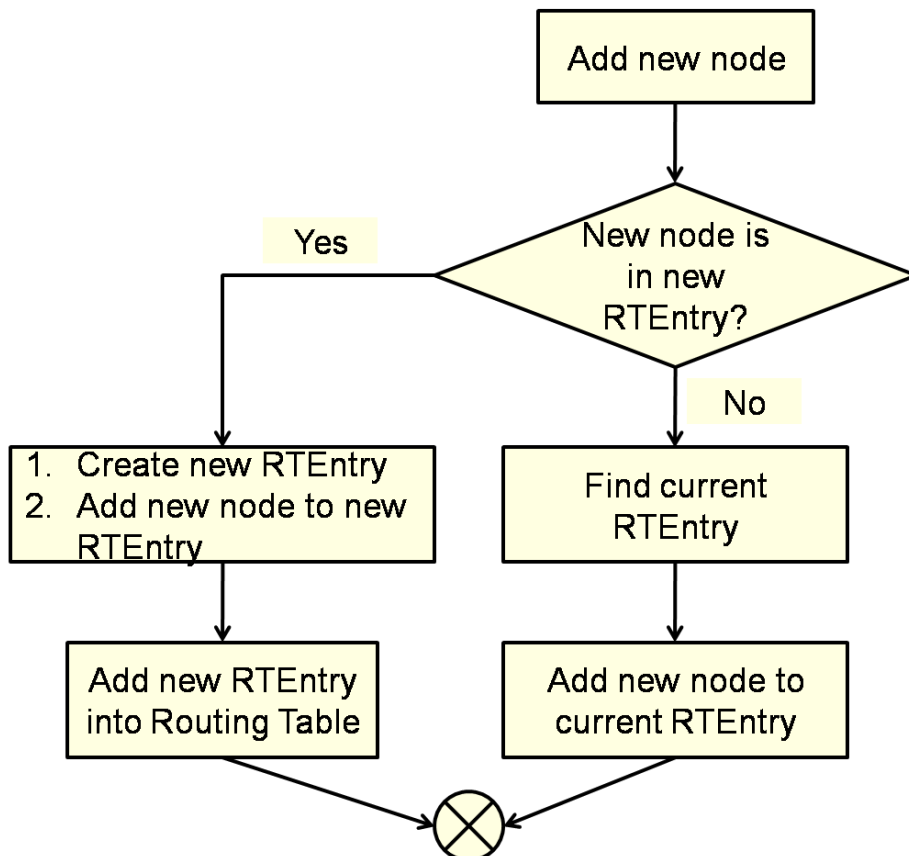 Add new node
New node is
in new
RTEntry?
Yes
No
1. Create new RTEntry
2. Add new node to new
RTEntry
Find current
RTEntry
Add new RTEntry
into Routing Table
Add new node to
current RTEntry